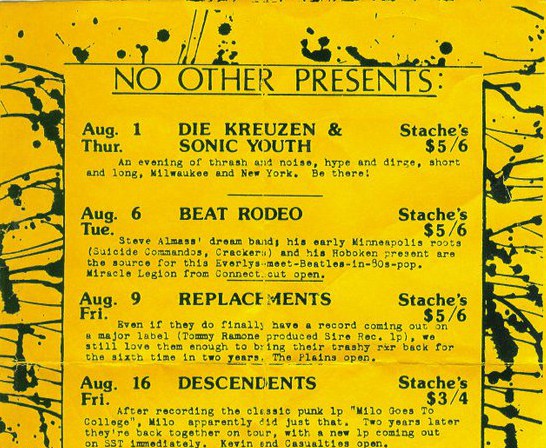 NO OTHER PRESENTS:
Aug. 1 DIE KREUZEN & Stache's
Thur. SONIC YOUTH $5/6
An evening of thrash and noise, hype and dirge, short
and long, Milwaukee and New York. Be there!
Aug. 6 BEAT RODEO Stache's
Tue. $5/6
Steve Almass' dream band; his early Minneapolis roots
(Suicide Commandos, Crackers) and his Hoboken present are
the source for this Everlys-meet-Beatles-in-80s-pop.
Miracle Legion from Connect.cut open.
Aug. 9 REPLACEMENTS Stache's
Fri. $5/6
Even if they do finally have a record coming out on
a major label (Tommy Ramone produced Sire Rec. lp), we
still love them enough to bring their trashy rxr back for
the sixth time in two years. The Plains open.
Aug. 16 DESCENDENTS Stache's
Fri. $3/4
After recording the classic punk lp "Milo Goes To
College", Milo apparently did just that. Two years later
they're back together on tour, with a new lp coming out
on SST immediately. Kevin and Casualties open.